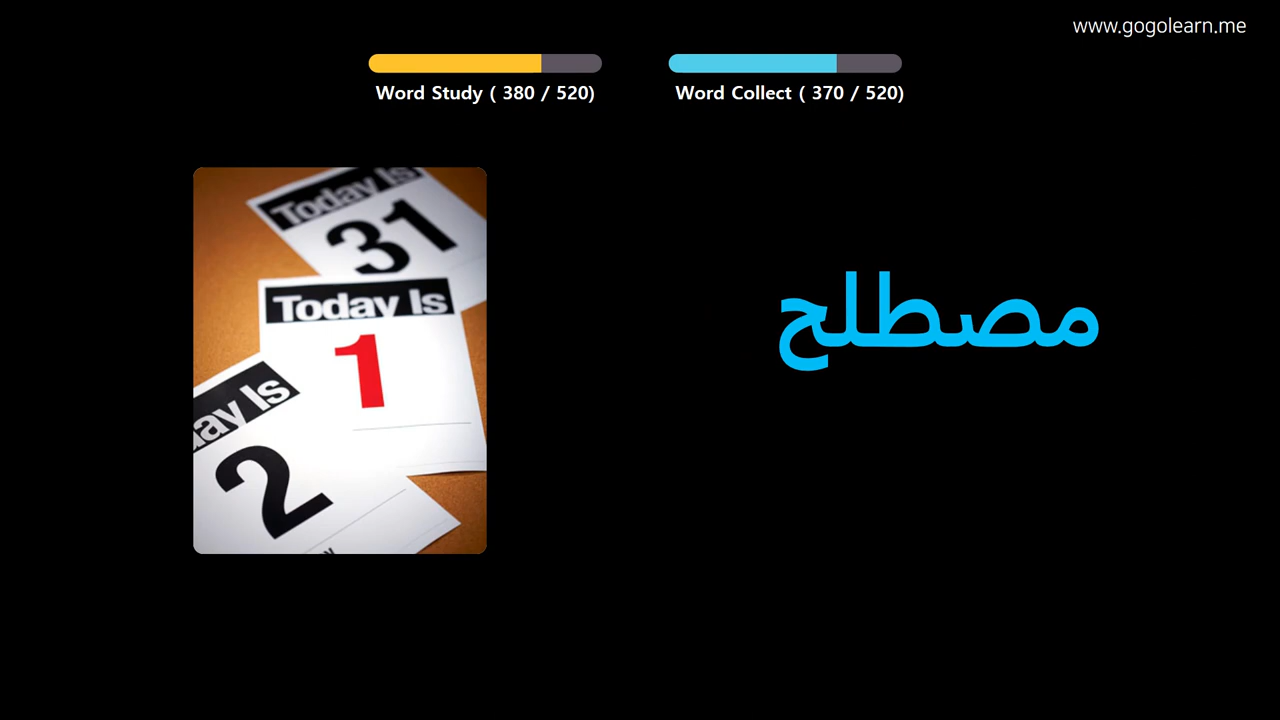 www.gogolearn.me
Word Study ( 380 / 520)
Word Collect ( 370 / 520)
Today Is
31
Today Is
1
ay Is
2
مصطلح